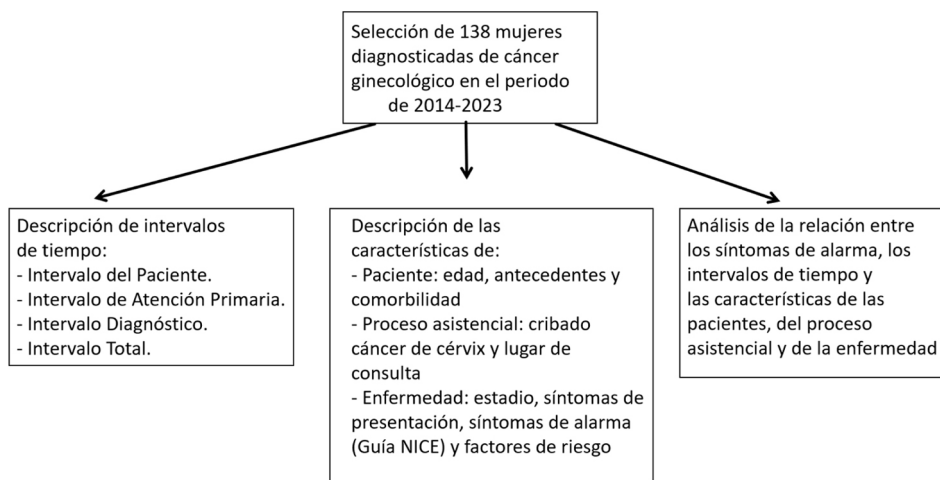 Selección de 138 mujeres
diagnosticadas de cáncer
ginecológico en el periodo
de 2014-2023
Descripción de intervalos
de tiempo:
- Intervalo del Paciente.
- Intervalo de Atención Primaria.
- Intervalo Diagnóstico.
- Intervalo Total.
Descripción de las
características de:
- Paciente: edad, antecedentes y
comorbilidad
- Proceso asistencial: cribado
cáncer de cérvix y lugar de
consulta
- Enfermedad: estadio, síntomas de
presentación, síntomas de alarma
(Guía NICE) y factores de riesgo
Análisis de la relación entre
los síntomas de alarma, los
intervalos de tiempo y
las características de las
pacientes, del proceso
asistencial y de la enfermedad